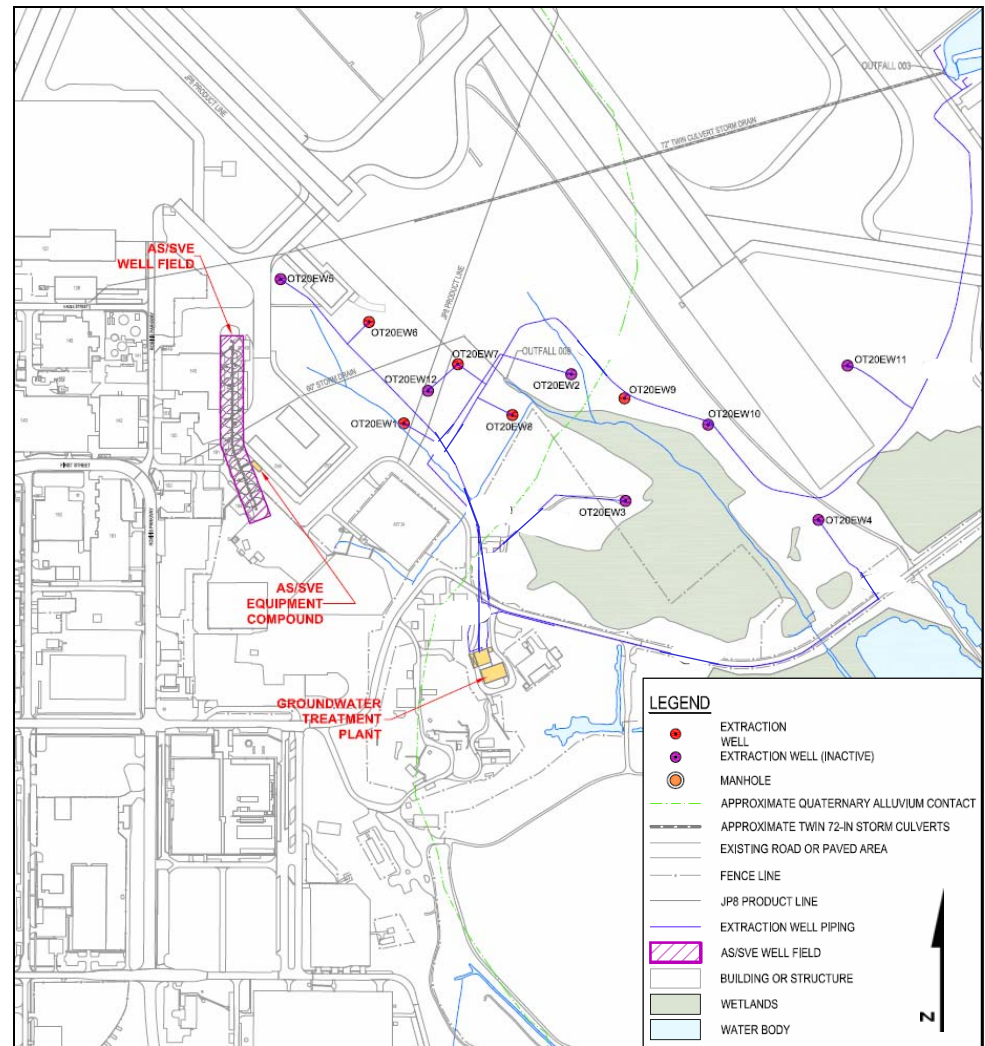 OUTFALL 003
JP8 PRODUCT LINE
72" TWIN CULVERT STORM DRAIN
AS/SVE
WELL FIELD
OT20EW5
JP8 PRODUCT LINE
OT20EW6
OT20EW7
OUTFALL 008
OT20EW11
60" STORM DRAIN
OT20EW12
OT20EW2
OT20EW9
OT20EW1
OT20EW8
OT20EW10
FIRST STREET
OT20EW3
OT20EW4
AS/SVE
EQUIPMENT
COMPOUND
GROUNDWATER
TREATMENT
PLANT
LEGEND
EXTRACTION
WELL
EXTRACTION WELL (INACTIVE)
MANHOLE
APPROXIMATE QUATERNARY ALLUVIUM CONTACT
APPROXIMATE TWIN 72-IN STORM CULVERTS
EXISTING ROAD OR PAVED AREA
FENCE LINE
JP8 PRODUCT LINE
EXTRACTION WELL PIPING
AS/SVE WELL FIELD
BUILDING OR STRUCTURE
WETLANDS
WATER BODY
N